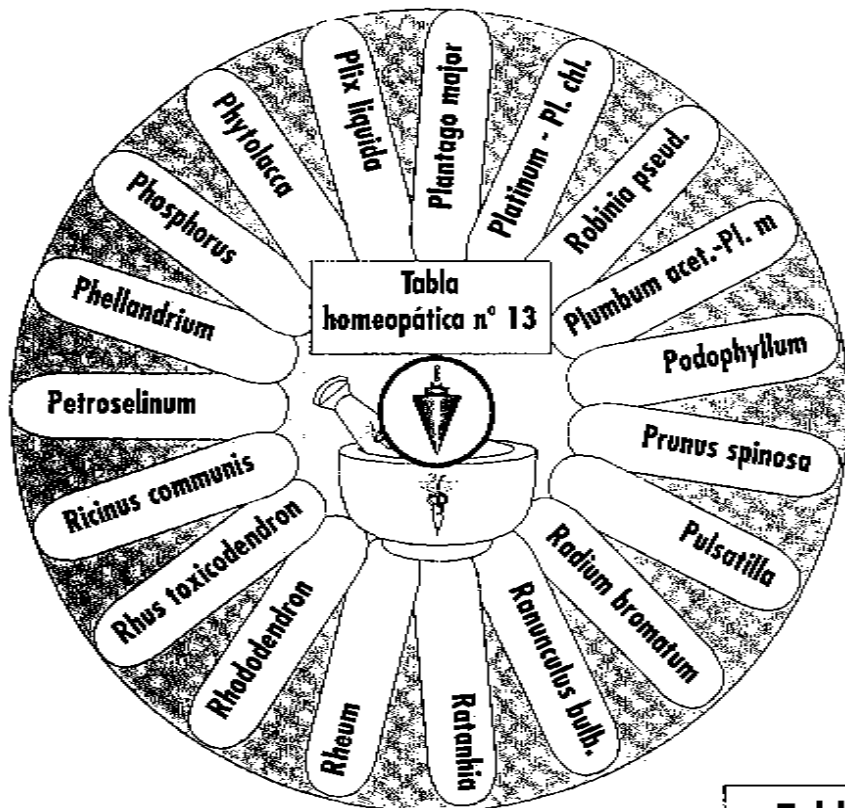 Tabla
homeopática nº 13
Petroselinum
Phellandrium
Phosphorus
Phytolacca
Plix liquida
Plantago major
Platinum - Pl. chl.
Robinia pseud.
Plumbum acet.-Pl. m
Podophyllum
Prunus spinosa
Pulsatilla
Radium bromatum
Ranunculus bulb.
Ratanhia
Rheum
Rhododendron
Rhus toxicodendron
Ricinus communis